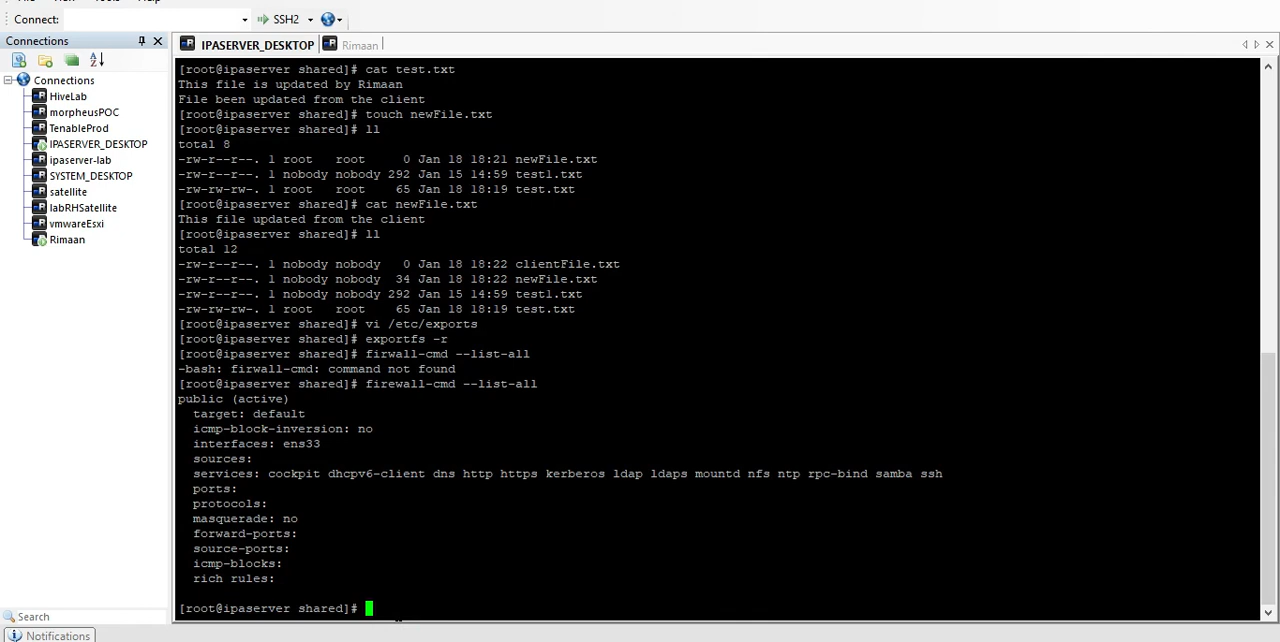 Connect:
SSH2
Connections
IPASERVER_DESKTOP
Rimaan
Connections
HiveLab
morpheusPOC
TenableProd
IPASERVER_DESKTOP
ipaserver-lab
SYSTEM_DESKTOP
satellite
labRHSatellite
vmwareEsxi
Rimaan
Search
Notifications
[root@ipaserver shared]# cat test.txt
This file is updated by Rimaan
File been updated from the client
[root@ipaserver shared]# touch newFile.txt
[root@ipaserver shared]# ll
total 8
-rw-r--r--. 1 root   root     0 Jan 18 18:21 newFile.txt
-rw-r--r--. 1 nobody nobody 292 Jan 15 14:59 test1.txt
-rw-rw-rw-. 1 root   root    65 Jan 18 18:19 test.txt
[root@ipaserver shared]# cat newFile.txt
This file updated from the client
[root@ipaserver shared]# ll
total 12
-rw-r--r--. 1 nobody nobody   0 Jan 18 18:22 clientFile.txt
-rw-r--r--. 1 nobody nobody  34 Jan 18 18:22 newFile.txt
-rw-r--r--. 1 nobody nobody 292 Jan 15 14:59 test1.txt
-rw-rw-rw-. 1 root   root    65 Jan 18 18:19 test.txt
[root@ipaserver shared]# vi /etc/exports
[root@ipaserver shared]# exportfs -r
[root@ipaserver shared]# firwall-cmd --list-all
-bash: firwall-cmd: command not found
[root@ipaserver shared]# firewall-cmd --list-all
public (active)
  target: default
  icmp-block-inversion: no
  interfaces: ens33
  sources:
  services: cockpit dhcpv6-client dns http https kerberos ldap ldaps mountd nfs ntp rpc-bind samba ssh
  ports:
  protocols:
  masquerade: no
  forward-ports:
  source-ports:
  icmp-blocks:
  rich rules:
[root@ipaserver shared]#